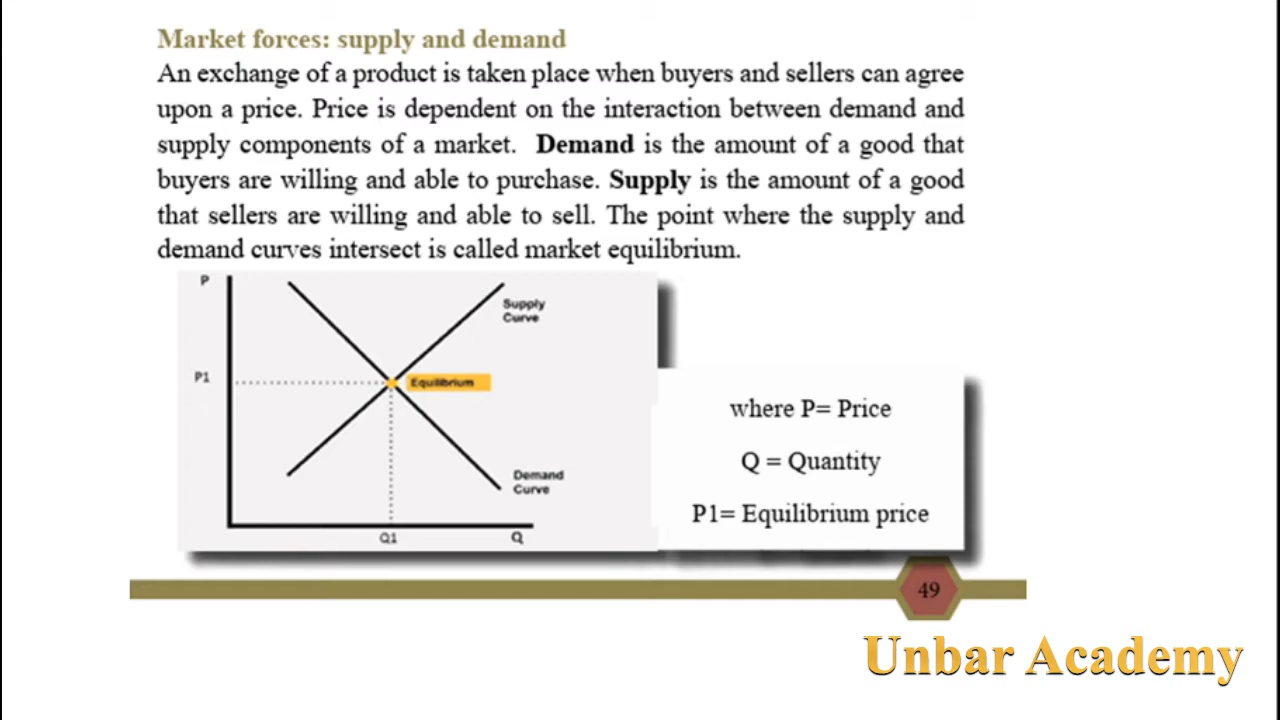 Market forces: supply and demand
An exchange of a product is taken place when buyers and sellers can agree
upon a price. Price is dependent on the interaction between demand and
supply components of a market. Demand is the amount of a good that
buyers are willing and able to purchase. Supply is the amount of a good
that sellers are willing and able to sell. The point where the supply and
demand curves intersect is called market equilibrium.
P
Supply
Curve
P1
Equilibrium
where P= Price
Q = Quantity
P1= Equilibrium price
Demand
Curve
Q1
Q
49
Unbar Academy